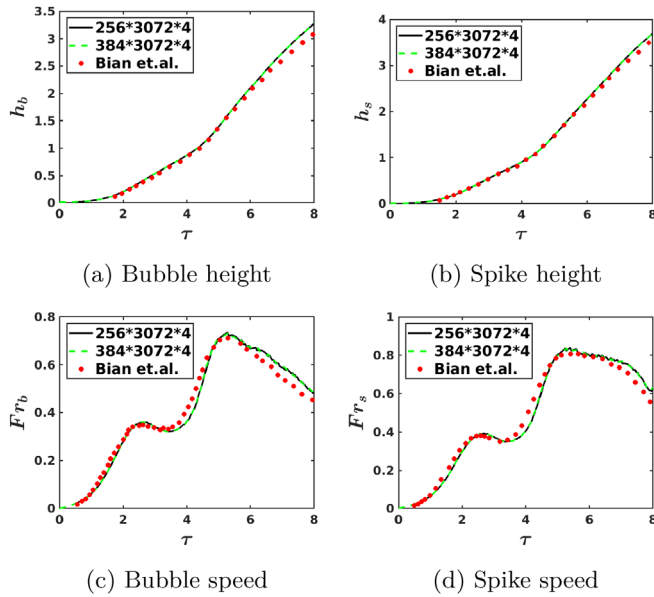 3.5
3
2.5
2
1.5
1
0.5
0
h_b
256*3072*4
384*3072*4
Bian et.al.
0 2 4 6 8
τ
(a) Bubble height
4
3
2
1
0
h_s
256*3072*4
384*3072*4
Bian et.al.
0 2 4 6 8
τ
(b) Spike height
0.8
0.6
0.4
0.2
0
Fr_b
256*3072*4
384*3072*4
Bian et.al.
0 2 4 6 8
τ
(c) Bubble speed
1
0.8
0.6
0.4
0.2
0
Fr_s
256*3072*4
384*3072*4
Bian et.al.
0 2 4 6 8
τ
(d) Spike speed